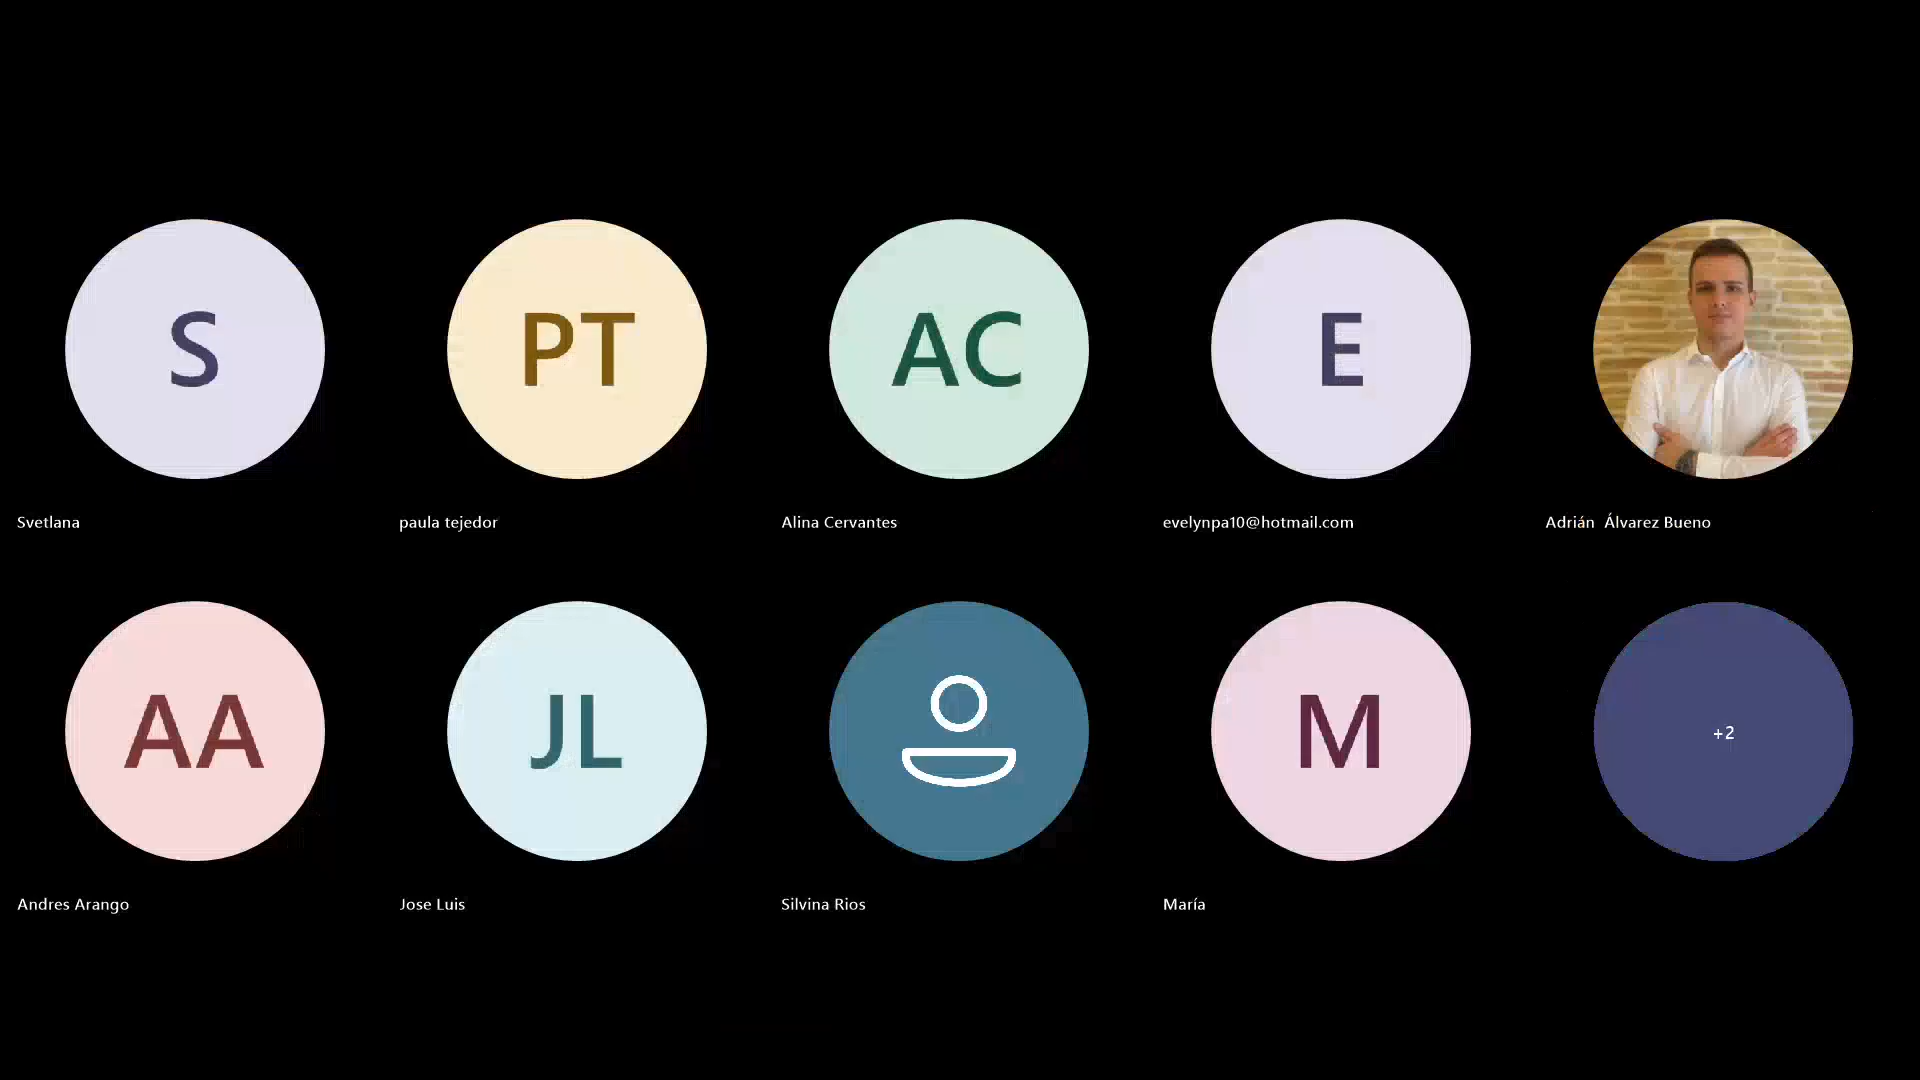 S
PT
AC
E
Svetlana
paula tejedor
Alina Cervantes
evelynpa10@hotmail.com
Adrián Álvarez Bueno
AA
JL
M
+2
Andres Arango
Jose Luis
Silvina Rios
María